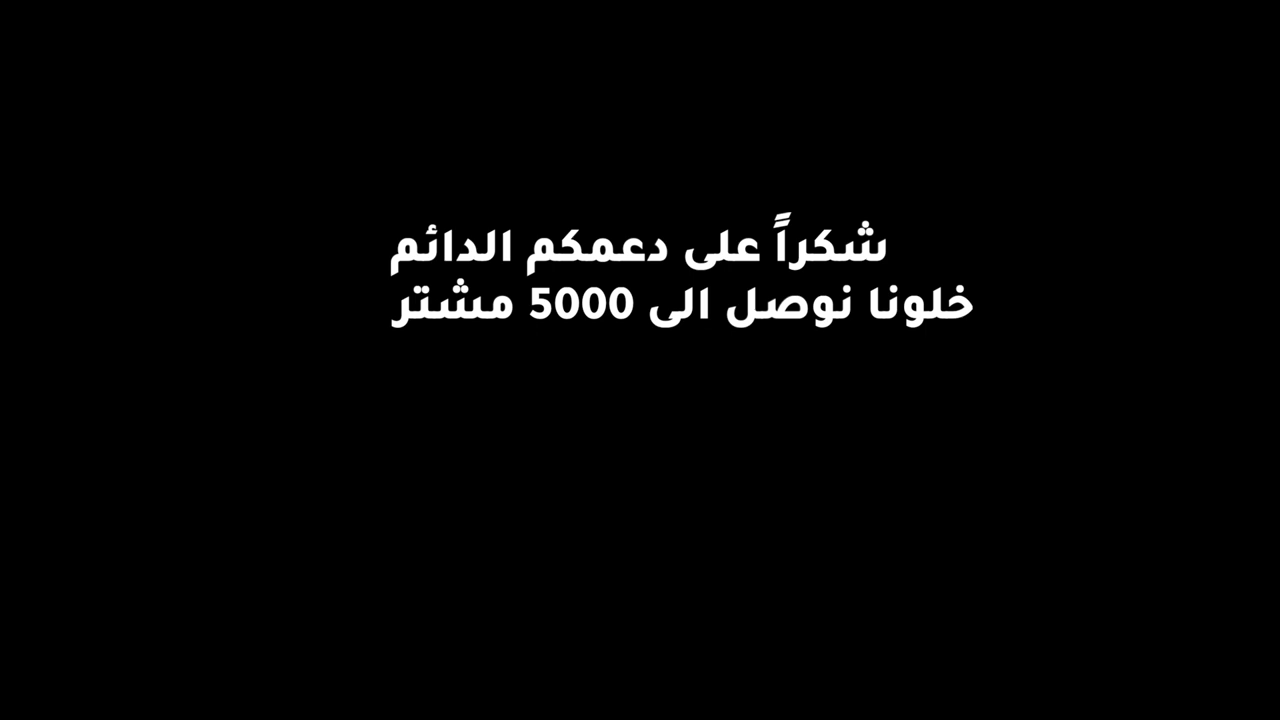 شكراً على دعمكم الدائم
خلونا نوصل الى 5000 مشتر